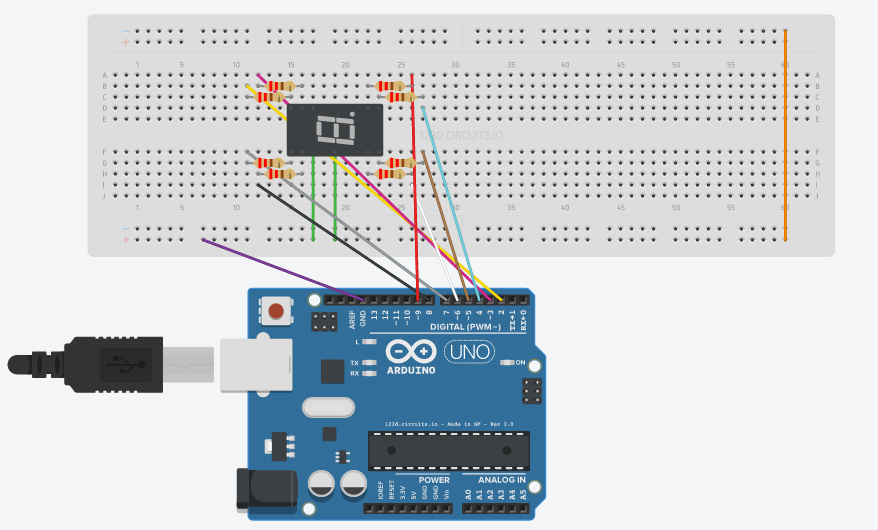 - -
+ +
1 5 10 15 20 25 30 35 40 45 50 55 60
A A
B B
C C
D D
E E
123D.CIRCUITS.IO
F F
G G
H H
I I
J J
1 5 10 15 20 25 30 35 40 45 50 55 60
- -
+ +
AREF GND 13 12 ~11 ~10 ~9 8 7 ~6 ~5 4 ~3 2 TX→1 RX←0
DIGITAL (PWM~)
L
TX
RX
ARDUINO
UNO
ON
123d.circuits.io - Made in SF - Rev 3.0
POWER ANALOG IN
IOREF RESET 3.3V 5V GND GND Vin A0 A1 A2 A3 A4 A5